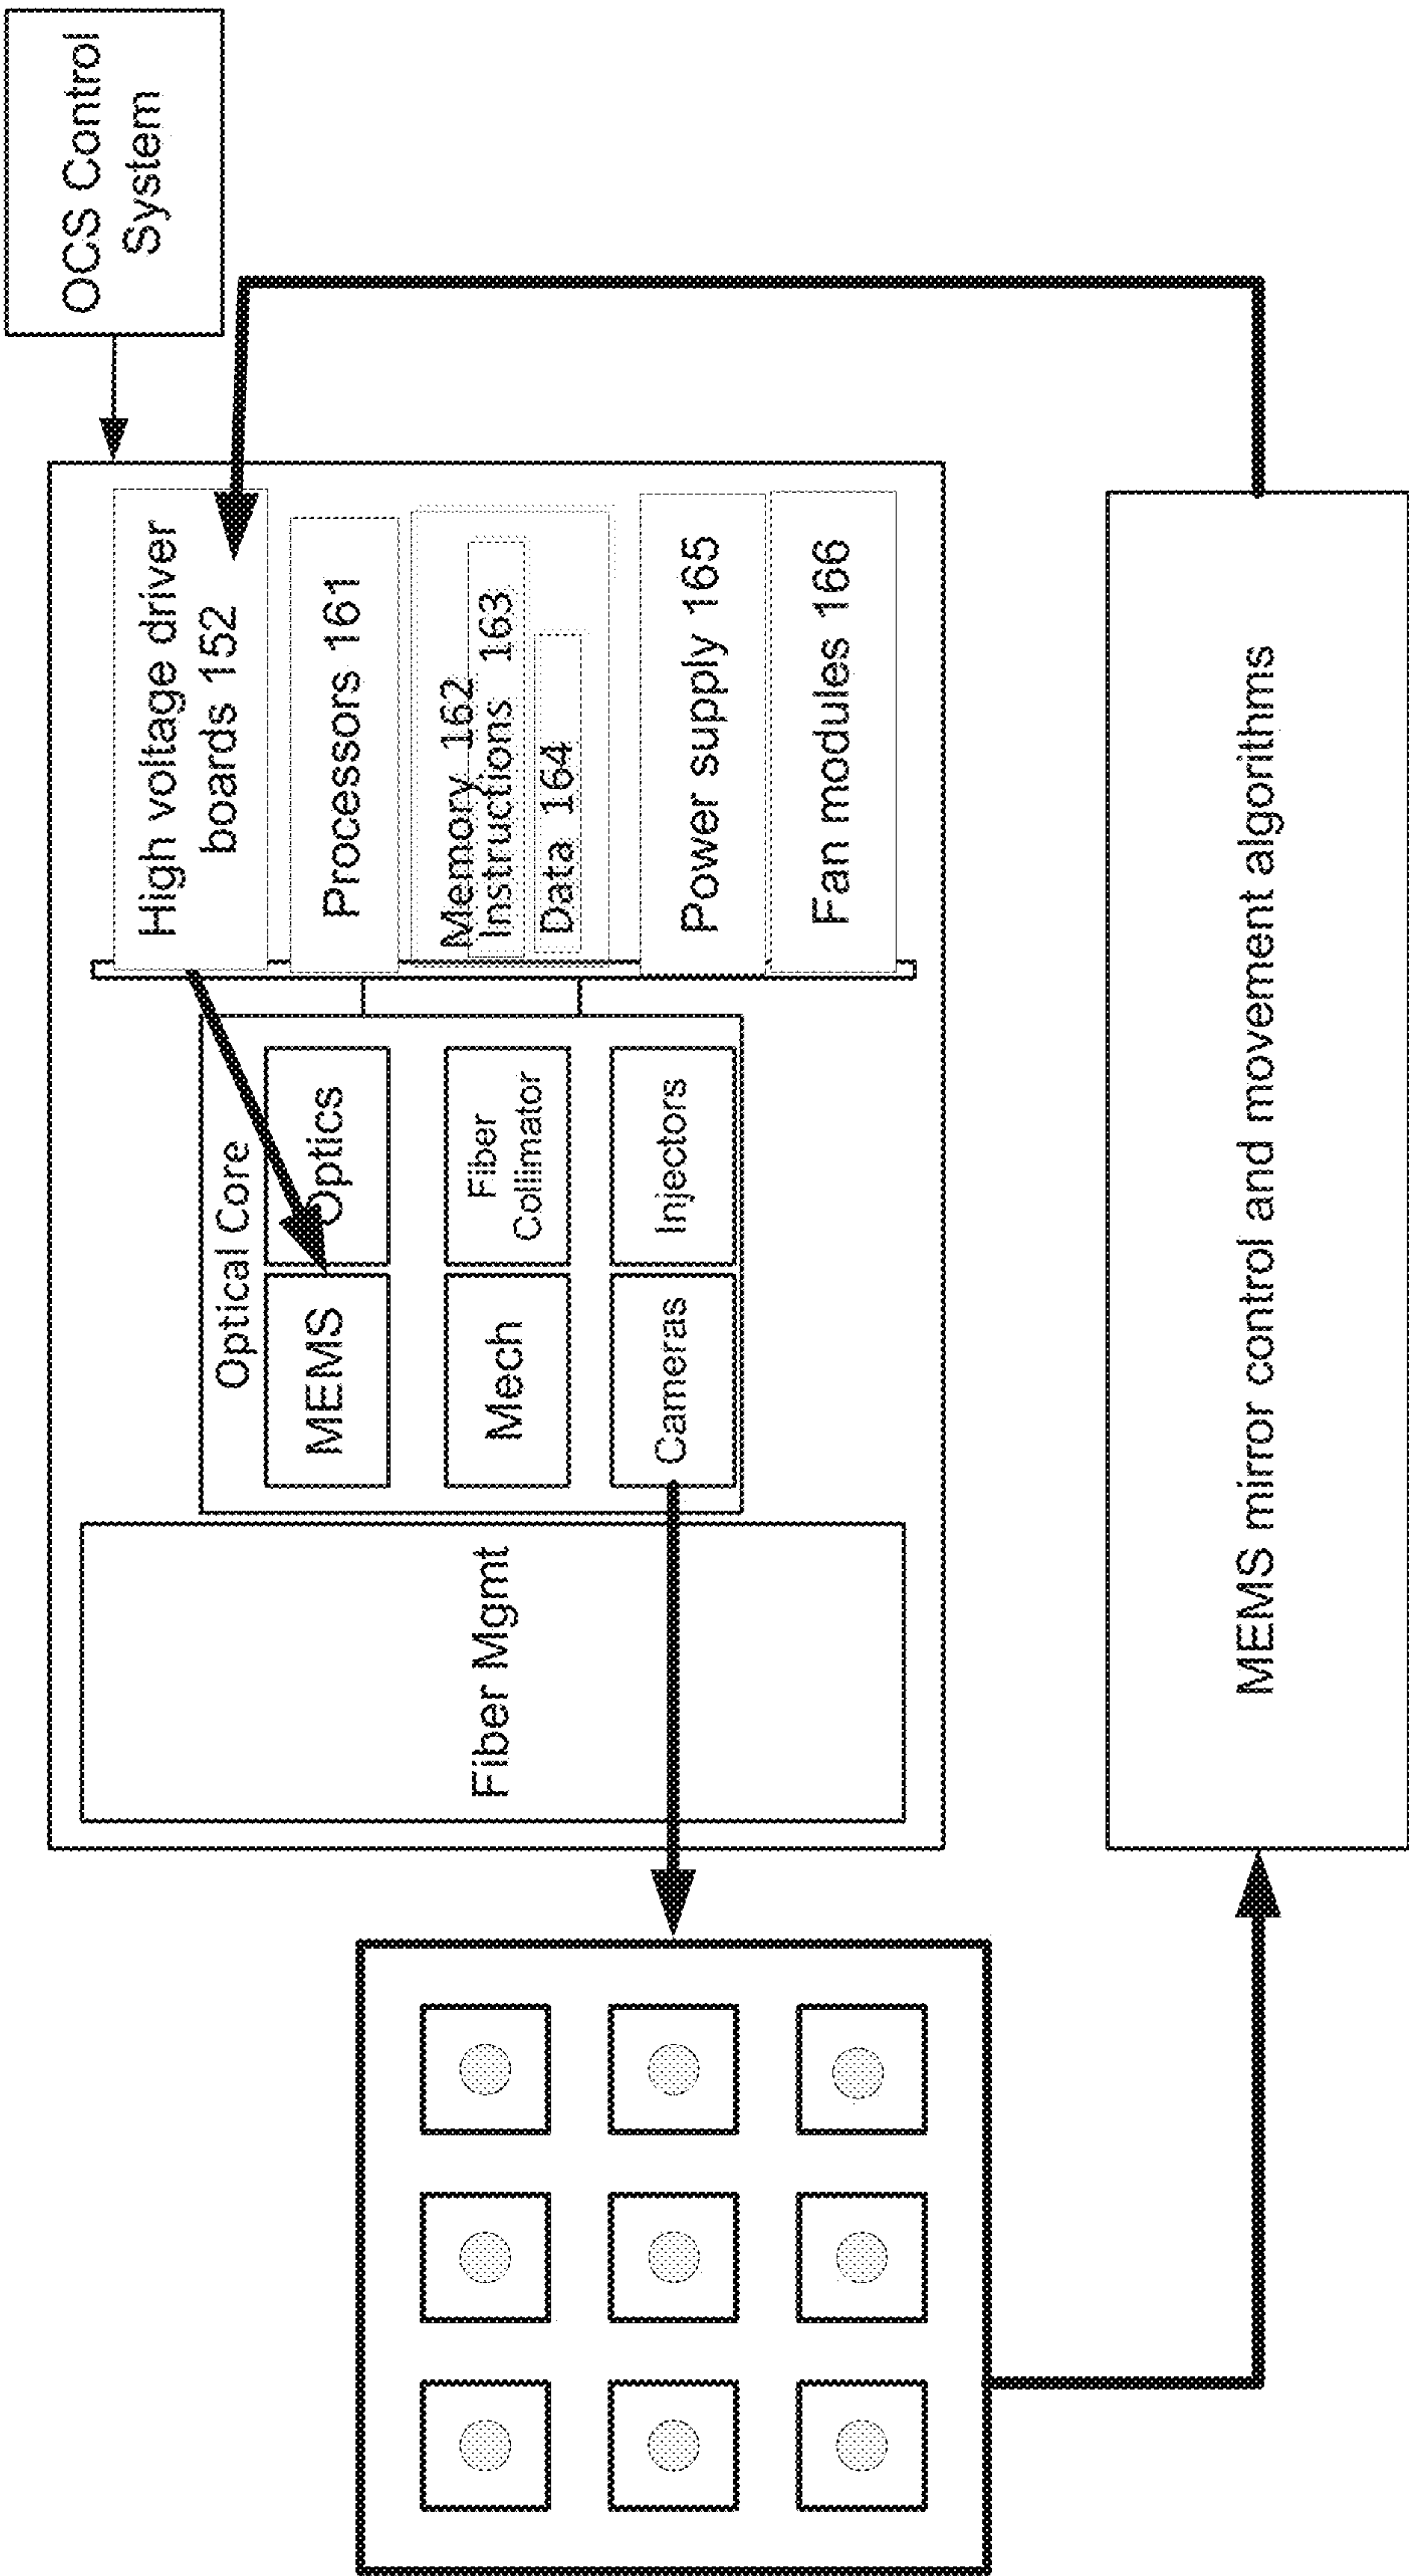 OCS Control
System
High voltage driver
boards 152
Processors 161
Memory 162
Instructions 163
Data 164
Power supply 165
Fan modules 166
Optical Core
MEMS
Optics
Mech
Fiber
Collimator
Cameras
Injectors
Fiber Mgmt
MEMS mirror control and movement algorithms